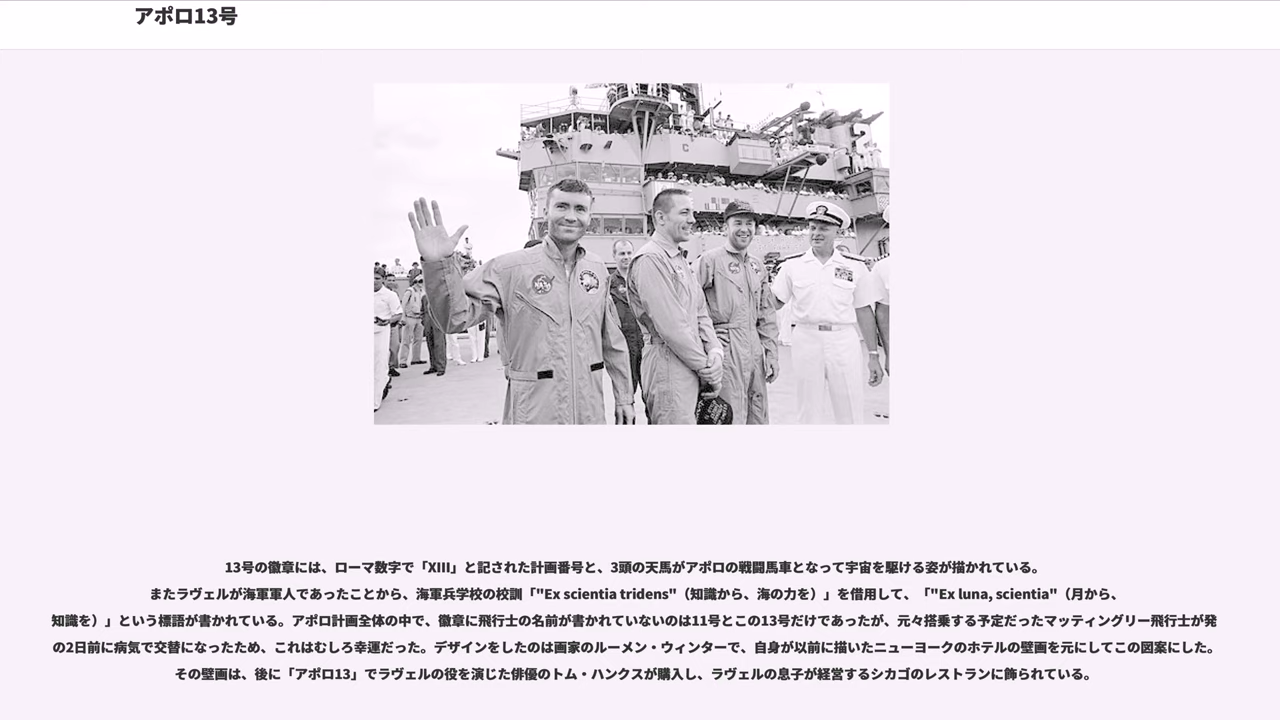 アポロ13号
13号の徽章には、ローマ数字で「XIII」と記された計画番号と、3頭の天馬がアポロの戦闘馬車となって宇宙を駆ける姿が描かれている。
またラヴェルが海軍軍人であったことから、海軍兵学校の校訓「"Ex scientia tridens"（知識から、海の力を）」を借用して、「"Ex luna, scientia"（月から、
知識を）」という標語が書かれている。アポロ計画全体の中で、徽章に飛行士の名前が書かれていないのは11号とこの13号だけであったが、元々搭乗する予定だったマッティングリー飛行士が発
の2日前に病気で交替になったため、これはむしろ幸運だった。デザインをしたのは画家のルーメン・ウィンターで、自身が以前に描いたニューヨークのホテルの壁画を元にしてこの図案にした。
その壁画は、後に「アポロ13」でラヴェルの役を演じた俳優のトム・ハンクスが購入し、ラヴェルの息子が経営するシカゴのレストランに飾られている。